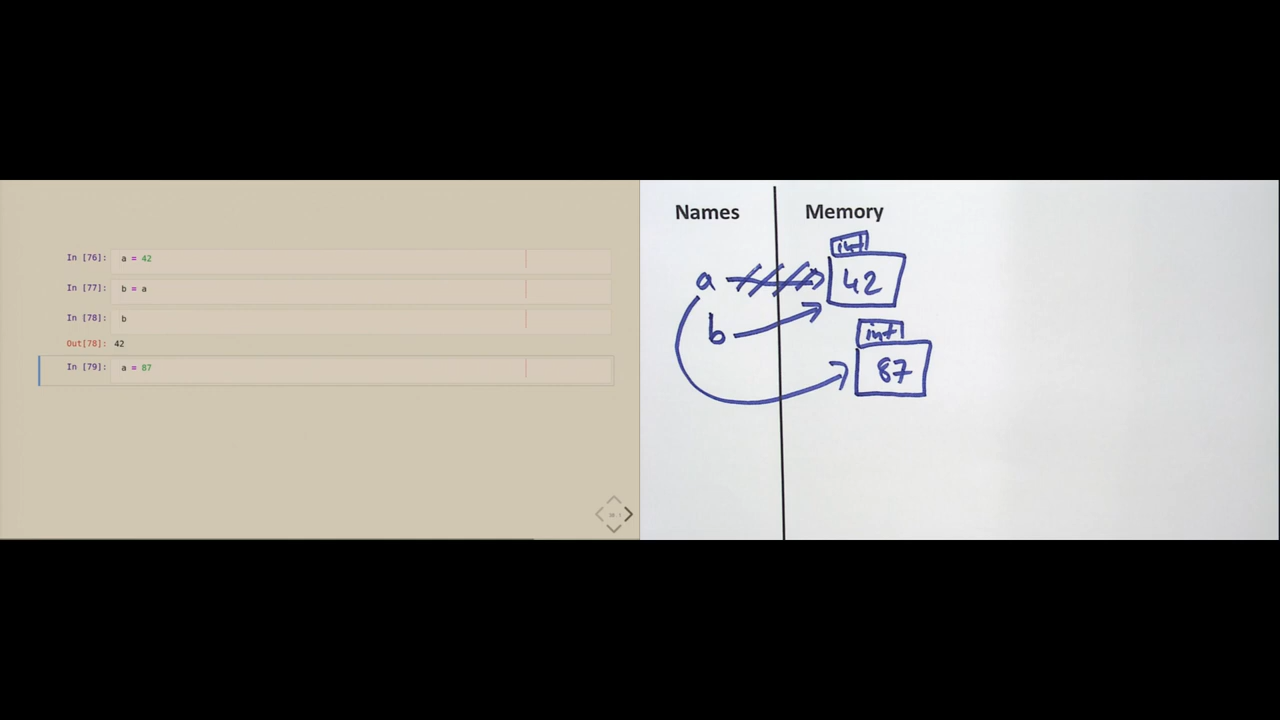 In [76]: a = 42
In [77]: b = a
In [78]: b
Out[78]: 42
In [79]: a = 87
Names Memory
int
a 42
b
int
87